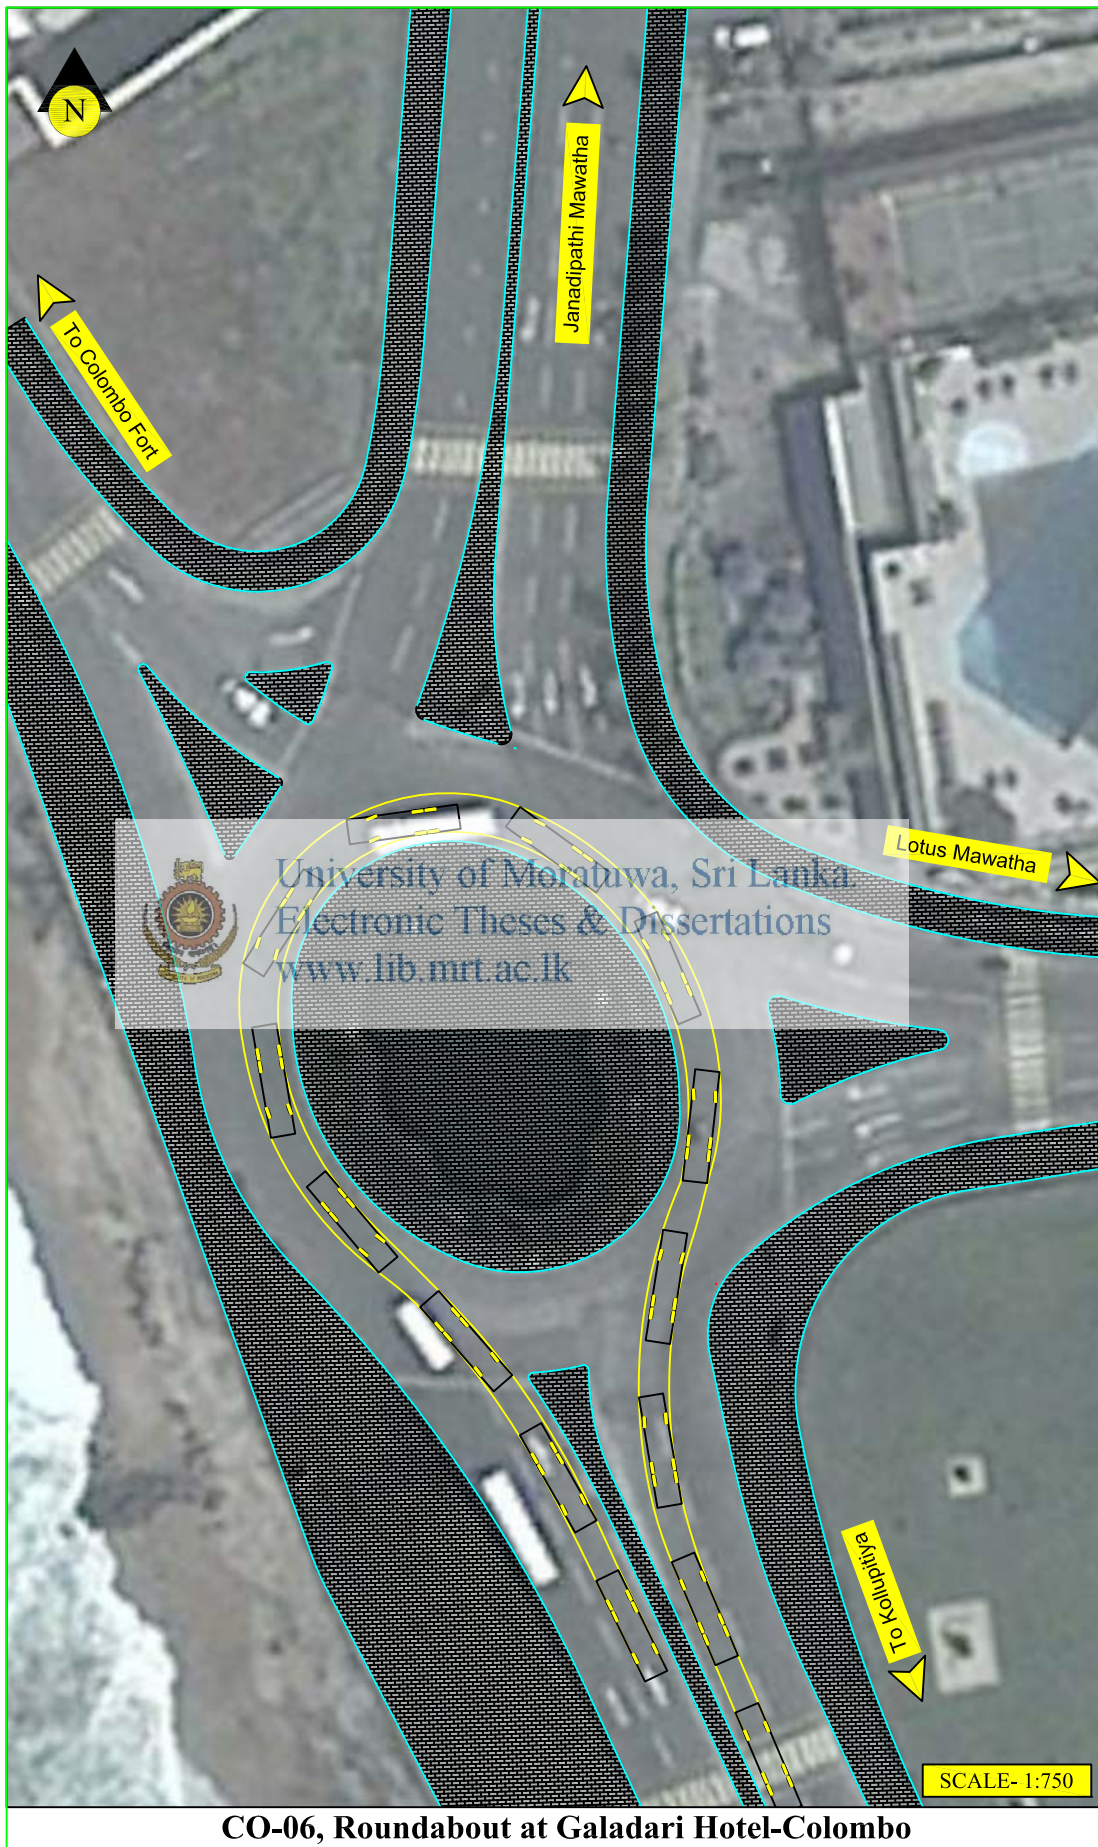 N
Janadipathi Mawatha
To Colombo Fort
Lotus Mawatha
University of Moratuwa, Sri Lanka.
Electronic Theses & Dissertations
www.lib.mrt.ac.lk
To Kollupitiya
SCALE- 1:750
CO-06, Roundabout at Galadari Hotel-Colombo